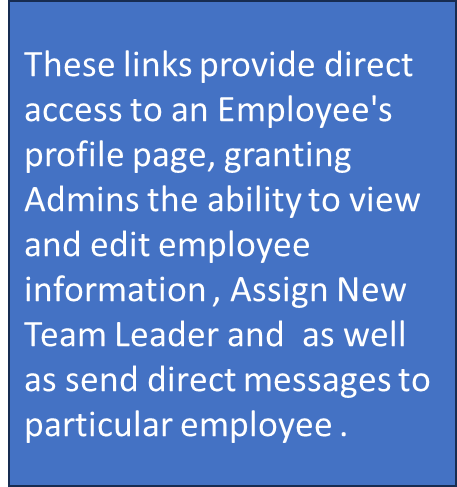 These links provide direct
access to an Employee's
profile page, granting
Admins the ability to view
and edit employee
information , Assign New
Team Leader and  as well
as send direct messages to
particular employee .